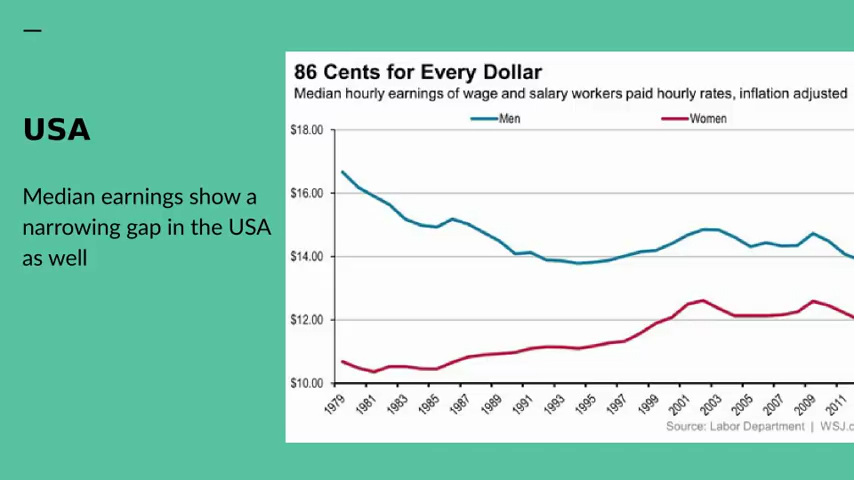 USA
Median earnings show a
narrowing gap in the USA
as well
86 Cents for Every Dollar
Median hourly earnings of wage and salary workers paid hourly rates, inflation adjusted
Men Women
$18.00
$16.00
$14.00
$12.00
$10.00
1979 1981 1983 1985 1987 1989 1991 1993 1995 1997 1999 2001 2003 2005 2007 2009 2011
Source: Labor Department | WSJ.c